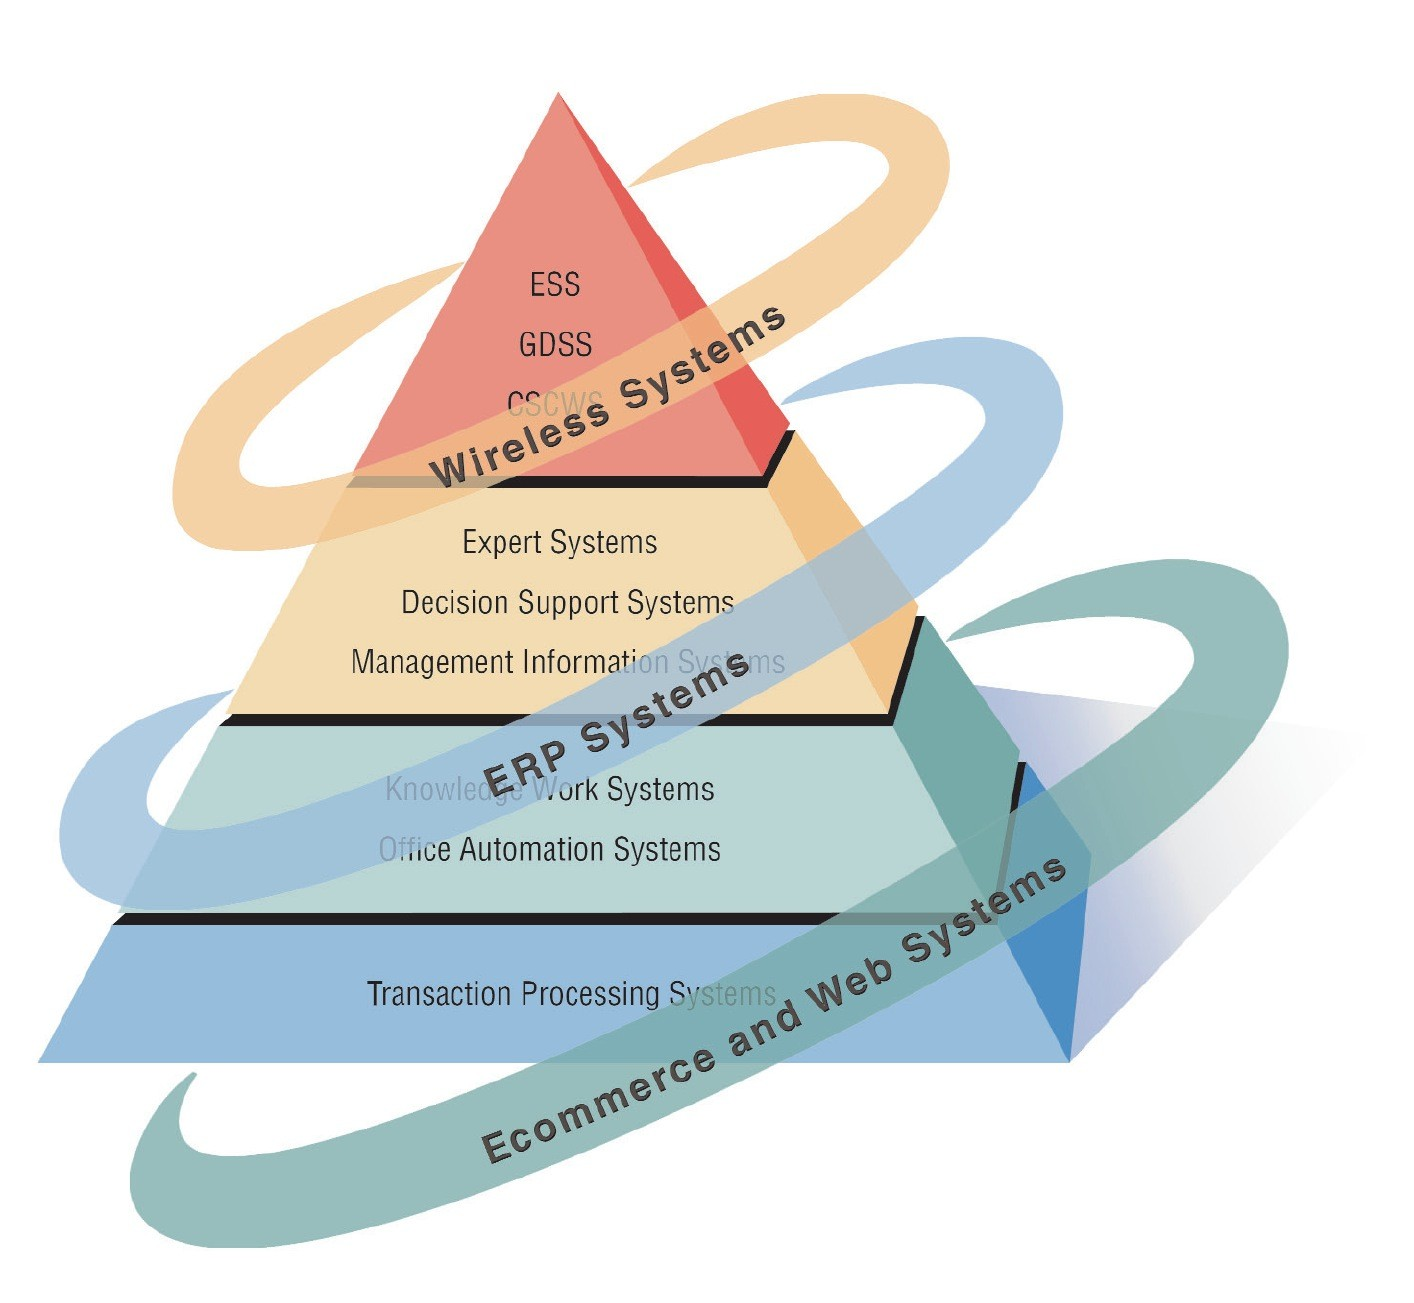 ESS
GDSS
CSCWS
Wireless Systems
Expert Systems
Decision Support Systems
Management Information Systems
ERP Systems
Knowledge Work Systems
Office Automation Systems
Transaction Processing Systems
Ecommerce and Web Systems